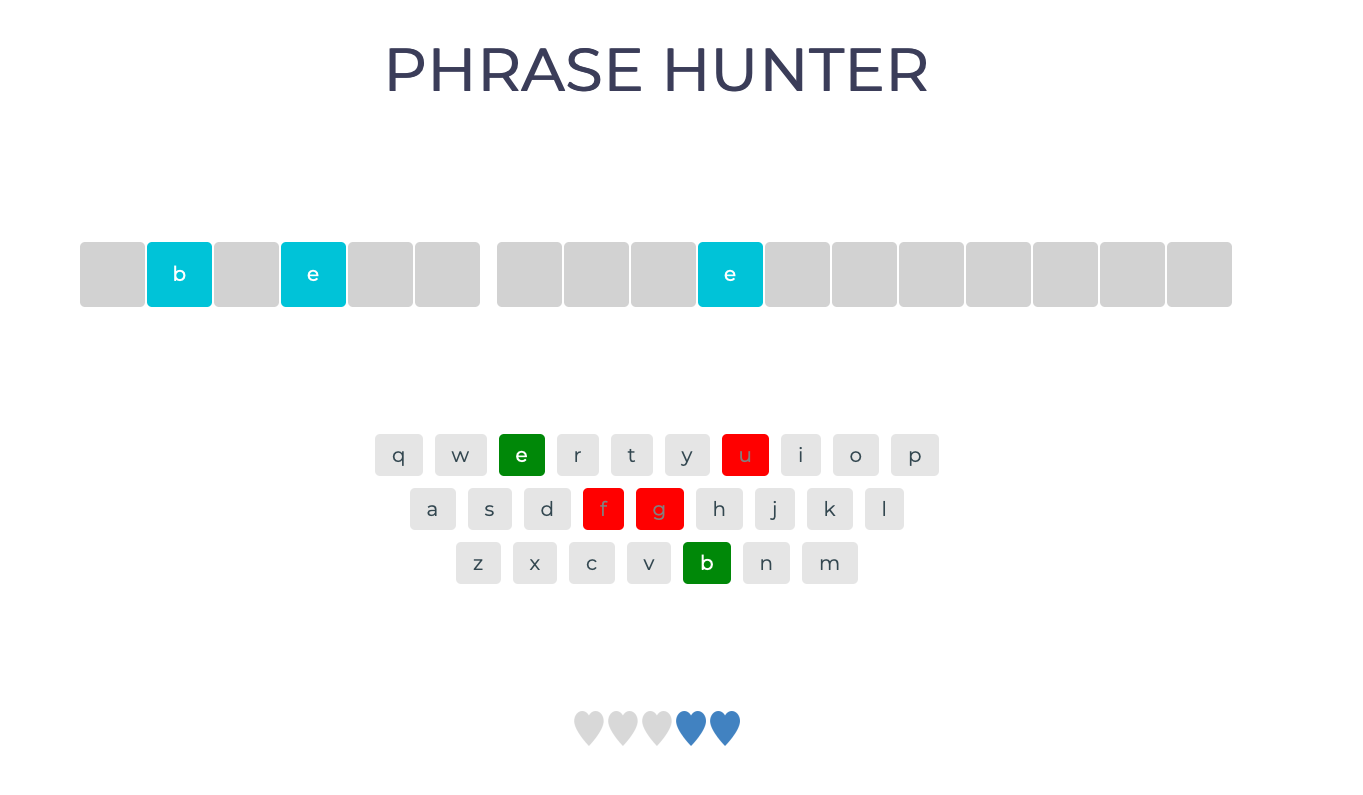 PHRASE HUNTER
b e e
q w e r t y u i o p
a s d f g h j k l
z x c v b n m